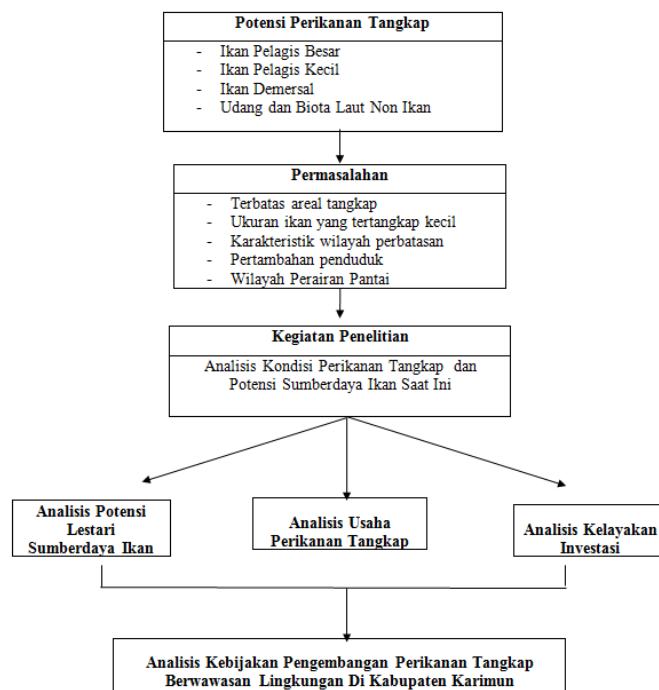 Potensi Perikanan Tangkap
- Ikan Pelagis Besar
- Ikan Pelagis Kecil
- Ikan Demersal
- Udang dan Biota Laut Non Ikan
Permasalahan
- Terbatas areal tangkap
- Ukuran ikan yang tertangkap kecil
- Karakteristik wilayah perbatasan
- Pertambahan penduduk
- Wilayah Perairan Pantai
Kegiatan Penelitian
Analisis Kondisi Perikanan Tangkap dan
Potensi Sumberdaya Ikan Saat Ini
Analisis Potensi
Lestari
Sumberdaya Ikan
Analisis Usaha
Perikanan Tangkap
Analisis Kelayakan
Investasi
Analisis Kebijakan Pengembangan Perikanan Tangkap
Berwawasan Lingkungan Di Kabupaten Karimun